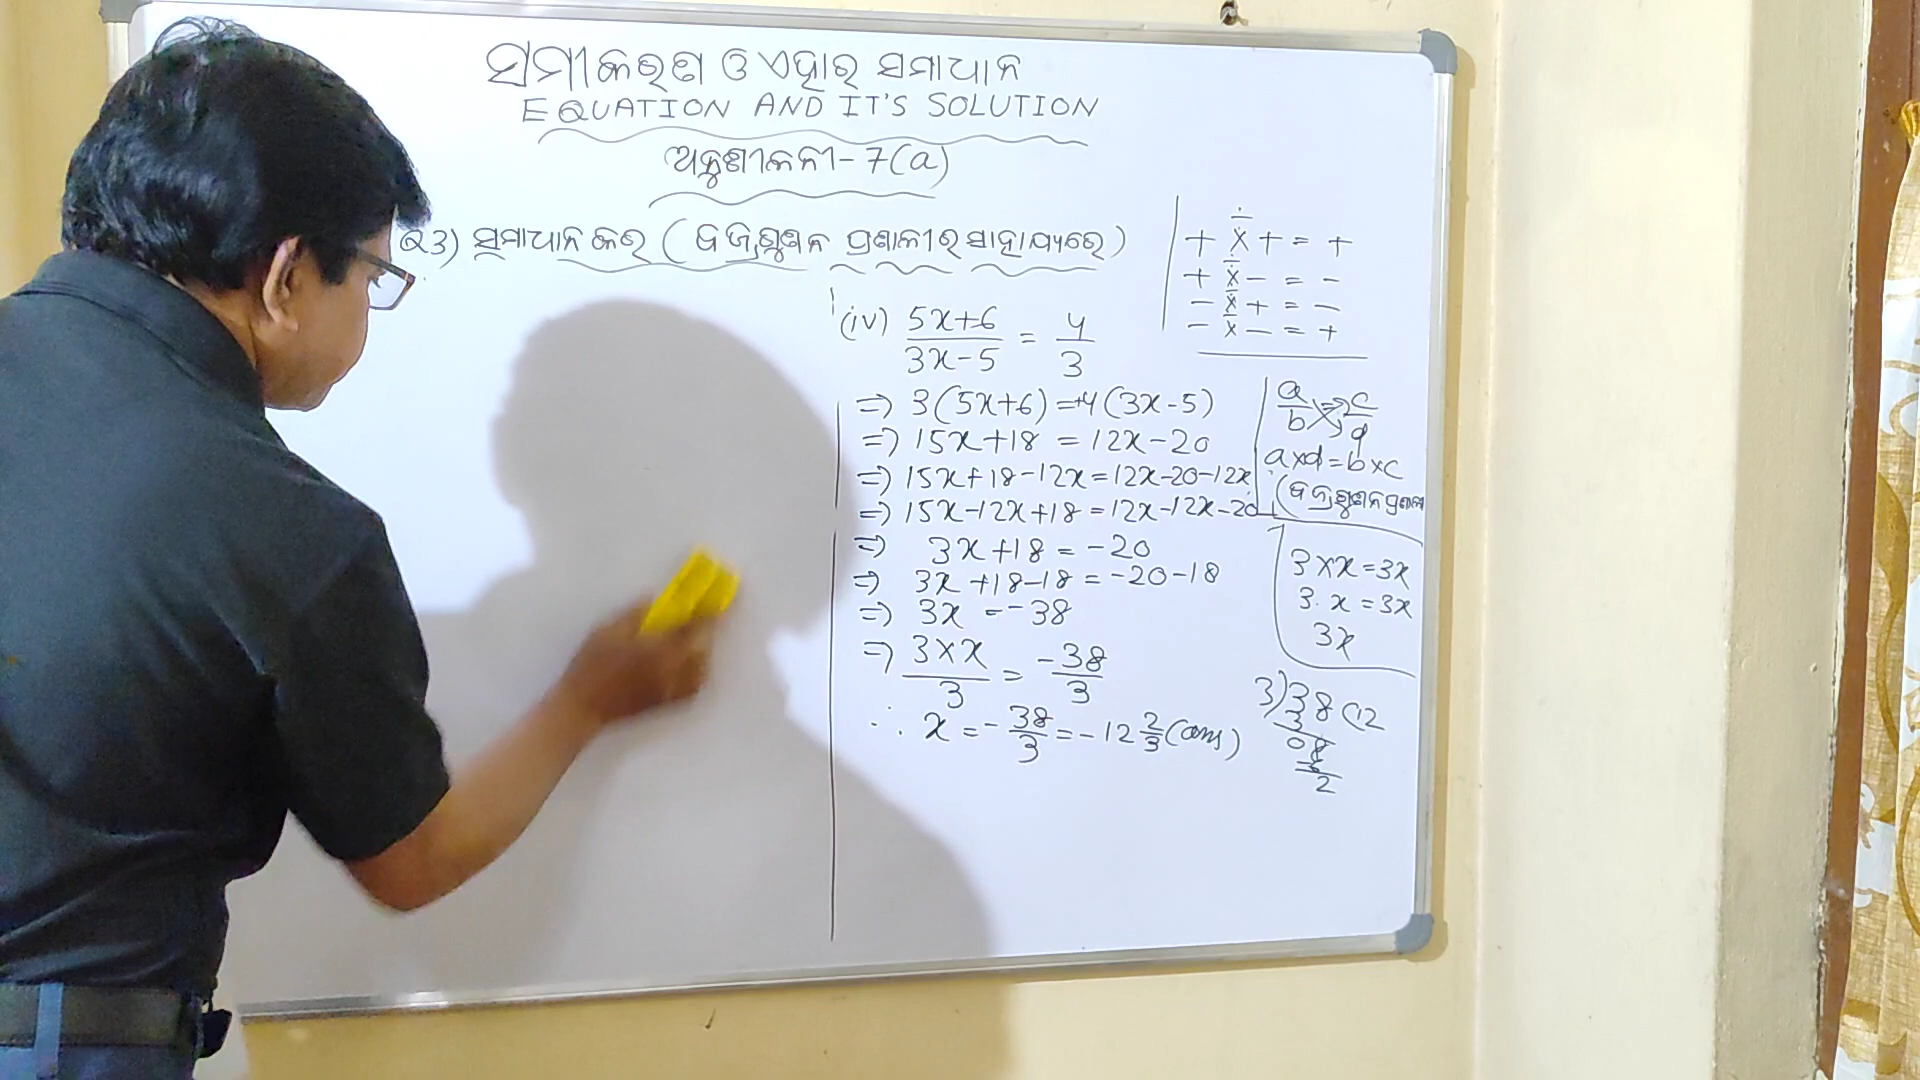 ସମୀକରଣ ଓ ଏହାର ସମାଧାନ
EQUATION AND IT'S SOLUTION
ଅନୁଶୀଳନୀ - 7(a)
Q3) ସମାଧାନ କର ( ବଜ୍ରଗୁଣନ ପ୍ରଣାଳୀର ସାହାଯ୍ୟରେ )
(iv) (5x+6)/(3x-5) = 4/3
=> 3(5x+6) = +4(3x-5)
=> 15x+18 = 12x-20
=> 15x+18-12x = 12x-20-12x
=> 15x-12x+18 = 12x-12x-20
=> 3x+18 = -20
=> 3x+18-18 = -20-18
=> 3x = -38
=> (3×x)/3 = -38/3
∴ x = -38/3 = -12 2/3 (ans)
÷
+ × + = +
÷
+ × - = -
÷
- × + = -
÷
- × - = +
a/b = c/d
a×d = b×c
(ବଜ୍ରଗୁଣନ ପ୍ରଣାଳୀ
3×x = 3x
3.x = 3x
3x
3)38(12
3
08
6
2